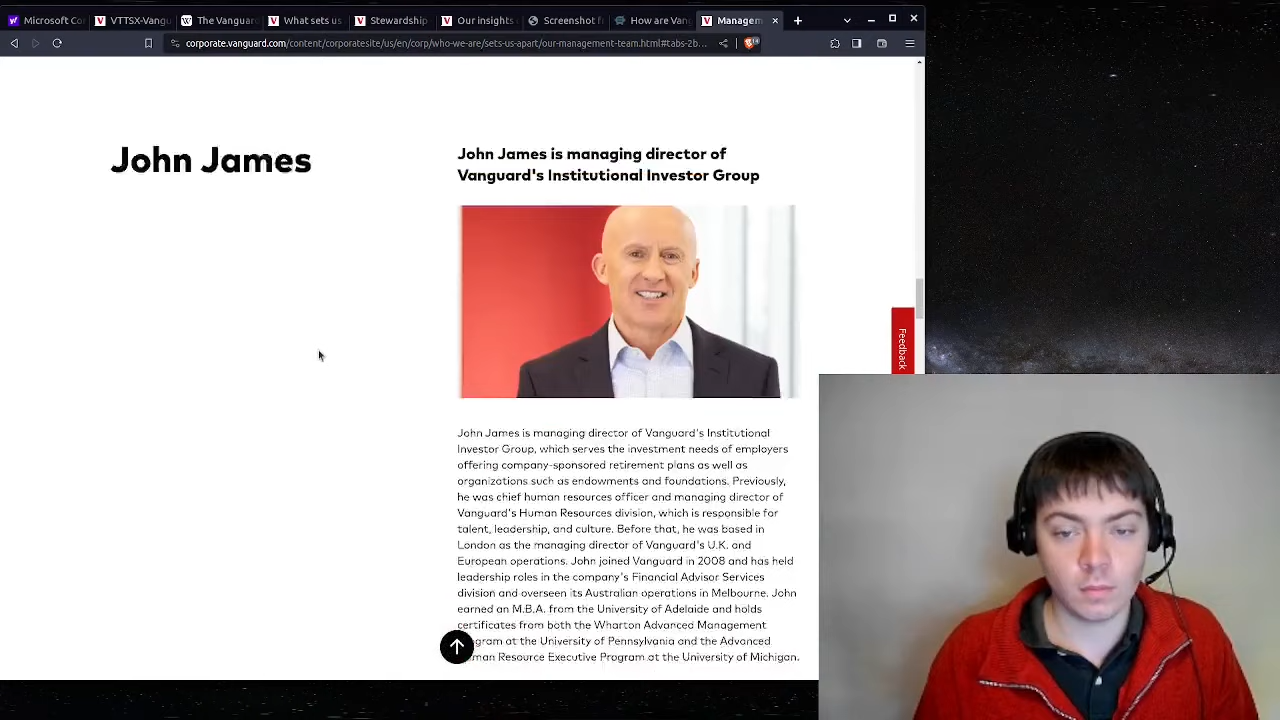 Microsoft Co
VTTSX-Vangu
The Vanguard
What sets us
Stewardship
Our insights
Screenshot f
How are Van
Managem
corporate.vanguard.com/content/corporatesite/us/en/corp/who-we-are/sets-us-apart/our-management-team.html#tabs-2b...
John James
John James is managing director of
Vanguard's Institutional Investor Group
Feedback
John James is managing director of Vanguard's Institutional
Investor Group, which serves the investment needs of employers
offering company-sponsored retirement plans as well as
organizations such as endowments and foundations. Previously,
he was chief human resources officer and managing director of
Vanguard's Human Resources division, which is responsible for
talent, leadership, and culture. Before that, he was based in
London as the managing director of Vanguard's U.K. and
European operations. John joined Vanguard in 2008 and has held
leadership roles in the company's Financial Advisor Services
division and overseen its Australian operations in Melbourne. John
earned an M.B.A. from the University of Adelaide and holds
certificates from both the Wharton Advanced Management
gram at the University of Pennsylvania and the Advanced
man Resource Executive Program at the University of Michigan.